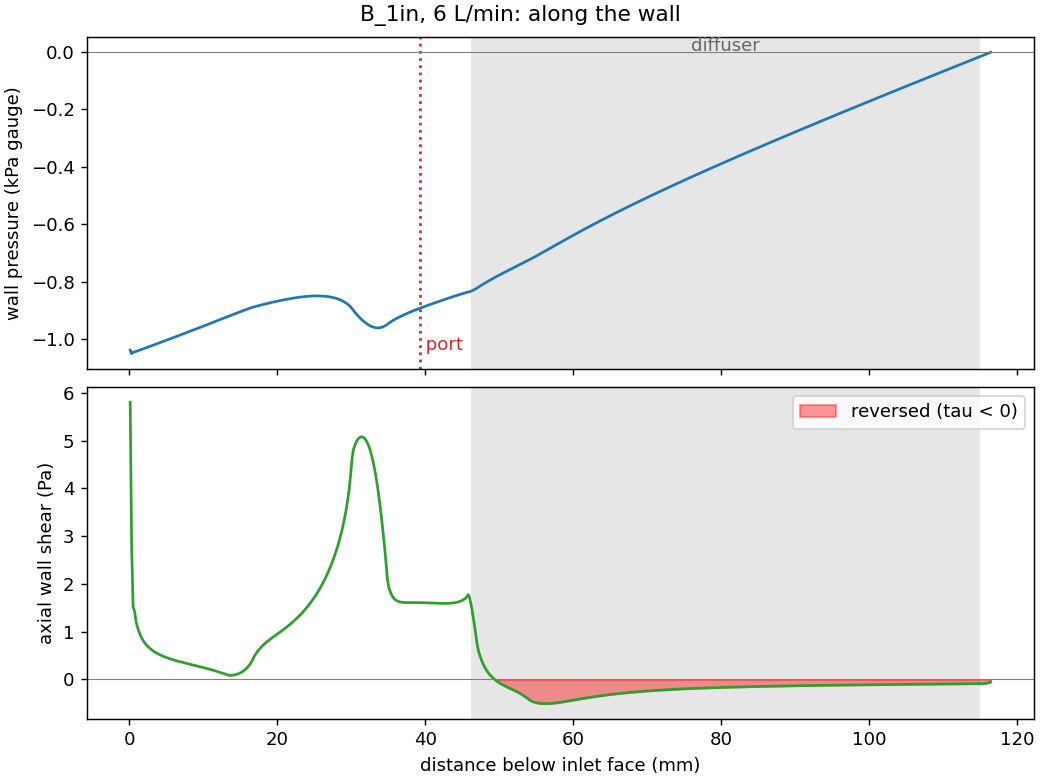 B_1in, 6 L/min: along the wall
diffuser
0.0
−0.2
−0.4
−0.6
−0.8
−1.0
wall pressure (kPa gauge)
port
reversed (tau < 0)
6
5
4
3
2
1
0
axial wall shear (Pa)
0
20
40
60
80
100
120
distance below inlet face (mm)